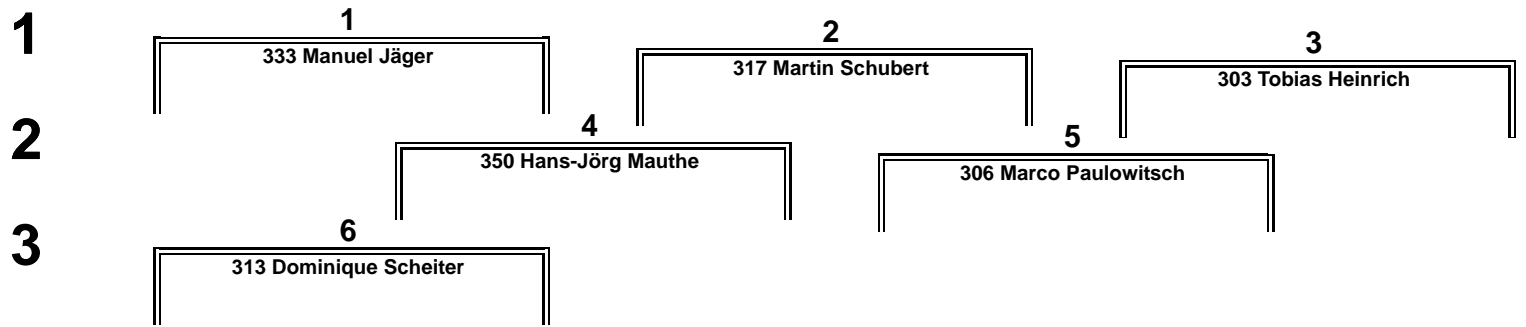 1
1
333 Manuel Jäger
2
317 Martin Schubert
3
303 Tobias Heinrich
2
4
350 Hans-Jörg Mauthe
5
306 Marco Paulowitsch
3
6
313 Dominique Scheiter